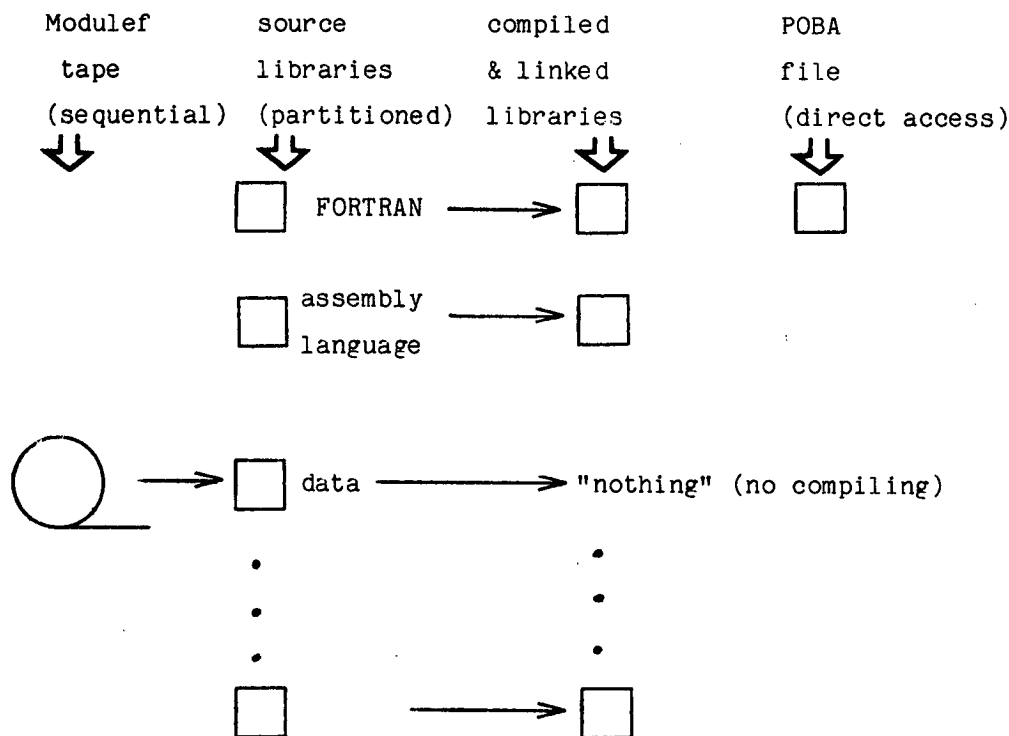 Modulef source compiled POBA
tape libraries & linked file
(sequential) (partitioned) libraries (direct access)
FORTRAN
assembly
language
data "nothing" (no compiling)